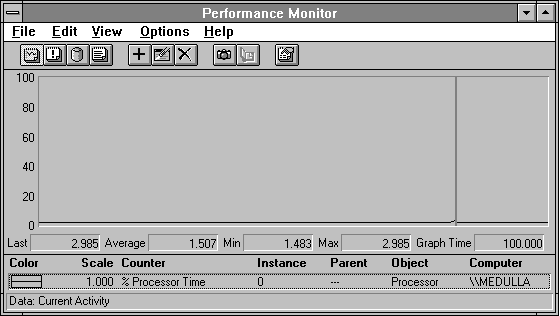 Performance Monitor
File Edit View Options Help
100
80
60
40
20
0
Last 2.985 Average 1.507 Min 1.483 Max 2.985 Graph Time 100.000
Color Scale Counter Instance Parent Object Computer
1.000 % Processor Time 0 --- Processor \\MEDULLA
Data: Current Activity